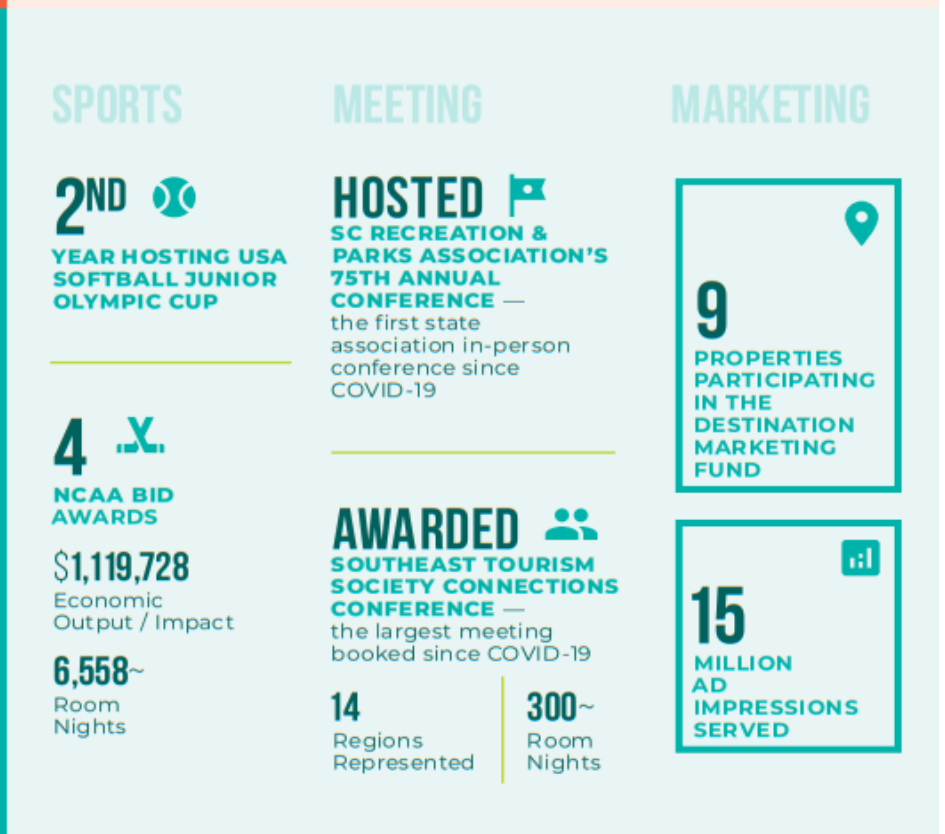 SPORTS
2ND
YEAR HOSTING USA
SOFTBALL JUNIOR
OLYMPIC CUP
4
NCAA BID
AWARDS
$1,119,728
Economic
Output / Impact
6,558~
Room
Nights
MEETING
HOSTED
SC RECREATION &
PARKS ASSOCIATION'S
75TH ANNUAL
CONFERENCE —
the first state
association in-person
conference since
COVID-19
AWARDED
SOUTHEAST TOURISM
SOCIETY CONNECTIONS
CONFERENCE —
the largest meeting
booked since COVID-19
14
Regions
Represented
300~
Room
Nights
MARKETING
9
PROPERTIES
PARTICIPATING
IN THE
DESTINATION
MARKETING
FUND
15
MILLION
AD
IMPRESSIONS
SERVED